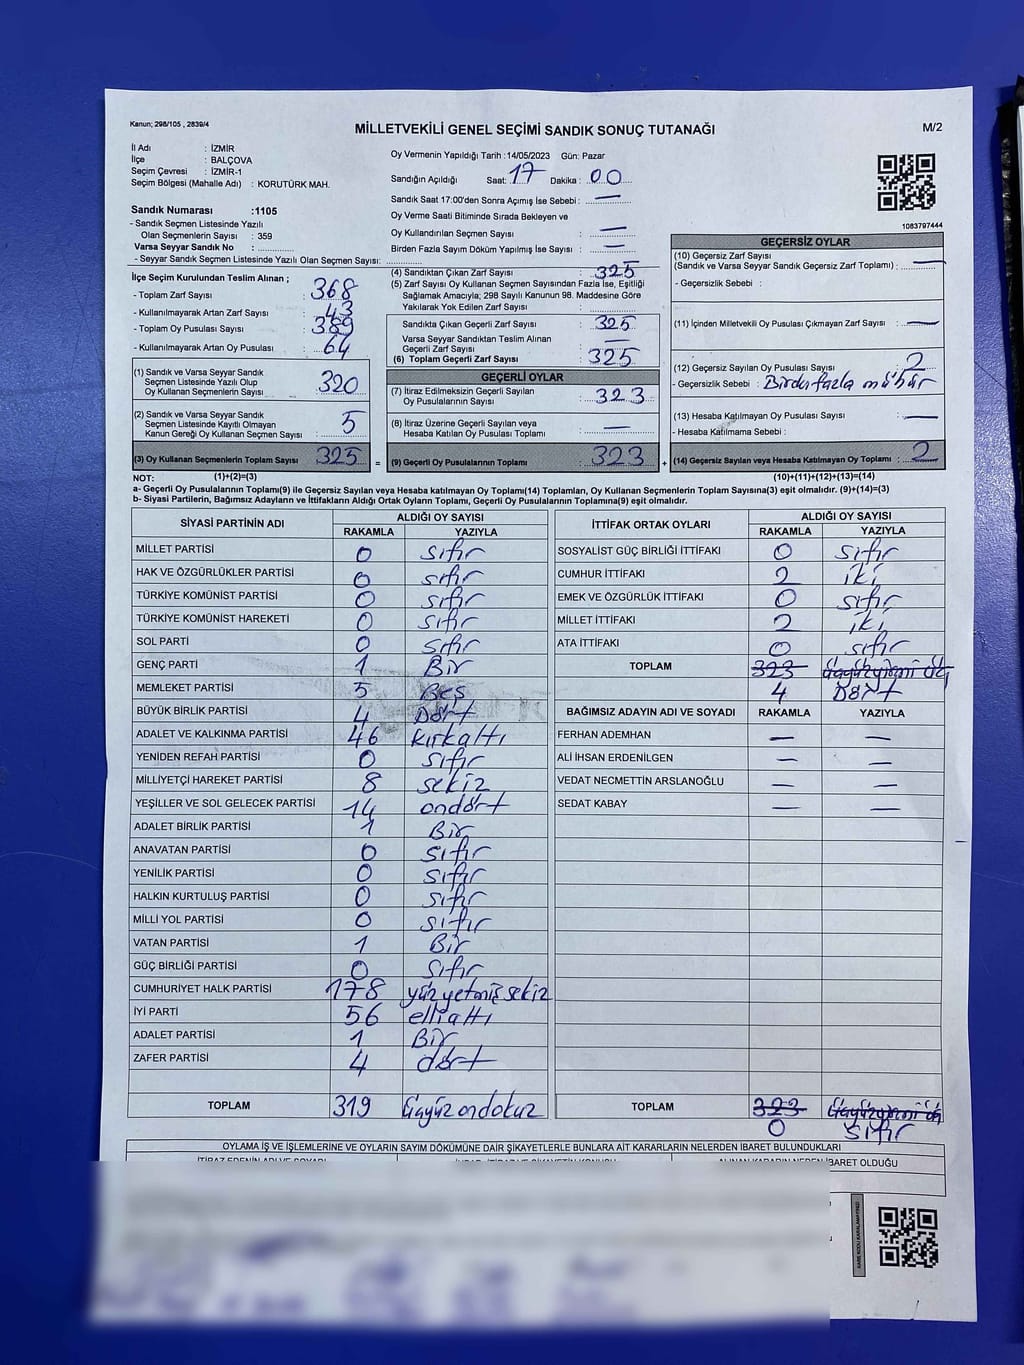 Kanun; 298/105 , 2839/4
MİLLETVEKİLİ GENEL SEÇİMİ SANDIK SONUÇ TUTANAĞI
M/2
İl Adı : İZMİR
İlçe : BALÇOVA
Seçim Çevresi : İZMİR-1
Seçim Bölgesi (Mahalle Adı) : KORUTÜRK MAH.
Sandık Numarası :1105
- Sandık Seçmen Listesinde Yazılı
Olan Seçmenlerin Sayısı : 359
Varsa Seyyar Sandık No :
- Seyyar Sandık Seçmen Listesinde Yazılı Olan Seçmen Sayısı:
Oy Vermenin Yapıldığı Tarih :14/05/2023 Gün: Pazar
Sandığın Açıldığı Saat: 17 Dakika : 00
Sandık Saat 17:00'den Sonra Açımış İse Sebebi : —
Oy Verme Saati Bitiminde Sırada Bekleyen ve
Oy Kullandırılan Seçmen Sayısı : —
Birden Fazla Sayım Döküm Yapılmış İse Sayısı : —
1083797444
İlçe Seçim Kurulundan Teslim Alınan ;
- Toplam Zarf Sayısı : 368
- Kullanılmayarak Artan Zarf Sayısı : 43
- Toplam Oy Pusulası Sayısı : 389
- Kullanılmayarak Artan Oy Pusulası : 64
(1) Sandık ve Varsa Seyyar Sandık
Seçmen Listesinde Yazılı Olup
Oy Kullanan Seçmenlerin Sayısı : 320
(2) Sandık ve Varsa Seyyar Sandık
Seçmen Listesinde Kayıtlı Olmayan
Kanun Gereği Oy Kullanan Seçmen Sayısı : 5
(3) Oy Kullanan Seçmenlerin Toplam Sayısı : 325 =
(4) Sandıktan Çıkan Zarf Sayısı : 325
(5) Zarf Sayısı Oy Kullanan Seçmen Sayısından Fazla İse, Eşitliği
Sağlamak Amacıyla; 298 Sayılı Kanunun 98. Maddesine Göre
Yakılarak Yok Edilen Zarf Sayısı :
Sandıkta Çıkan Geçerli Zarf Sayısı : 325
Varsa Seyyar Sandıktan Teslim Alınan
Geçerli Zarf Sayısı : —
(6) Toplam Geçerli Zarf Sayısı : 325
GEÇERLİ OYLAR
(7) İtiraz Edilmeksizin Geçerli Sayılan
Oy Pusulalarının Sayısı : 323
(8) İtiraz Üzerine Geçerli Sayılan veya
Hesaba Katılan Oy Pusulası Toplamı : —
(9) Geçerli Oy Pusulalarının Toplamı : 323 +
GEÇERSİZ OYLAR
(10) Geçersiz Zarf Sayısı
(Sandık ve Varsa Seyyar Sandık Geçersiz Zarf Toplamı) : —
- Geçersizlik Sebebi :
(11) İçinden Milletvekili Oy Pusulası Çıkmayan Zarf Sayısı : —
(12) Geçersiz Sayılan Oy Pusulası Sayısı : 2
- Geçersizlik Sebebi : Birden fazla mühür
(13) Hesaba Katılmayan Oy Pusulası Sayısı : —
- Hesaba Katılmama Sebebi :
(14) Geçersiz Sayılan veya Hesaba Katılmayan Oy Toplamı : 2
NOT: (1)+(2)=(3) (10)+(11)+(12)+(13)=(14)
a- Geçerli Oy Pusulalarının Toplamı(9) ile Geçersiz Sayılan veya Hesaba katılmayan Oy Toplamı(14) Toplamları, Oy Kullanan Seçmenlerin Toplam Sayısına(3) eşit olmalıdır. (9)+(14)=(3)
b- Siyasi Partilerin, Bağımsız Adayların ve İttifakların Aldığı Ortak Oyların Toplamı, Geçerli Oy Pusulalarının Toplamına(9) eşit olmalıdır.
SİYASİ PARTİNİN ADI ALDIĞI OY SAYISI
RAKAMLA YAZIYLA
MİLLET PARTİSİ 0 sıfır
HAK VE ÖZGÜRLÜKLER PARTİSİ 0 sıfır
TÜRKİYE KOMÜNİST PARTİSİ 0 sıfır
TÜRKİYE KOMÜNİST HAREKETİ 0 sıfır
SOL PARTİ 0 sıfır
GENÇ PARTİ 1 Bir
MEMLEKET PARTİSİ 5 Beş
BÜYÜK BİRLİK PARTİSİ 4 Dört
ADALET VE KALKINMA PARTİSİ 46 kırkaltı
YENİDEN REFAH PARTİSİ 0 sıfır
MİLLİYETÇİ HAREKET PARTİSİ 8 sekiz
YEŞİLLER VE SOL GELECEK PARTİSİ 14 ondört
ADALET BİRLİK PARTİSİ 1 Bir
ANAVATAN PARTİSİ 0 sıfır
YENİLİK PARTİSİ 0 sıfır
HALKIN KURTULUŞ PARTİSİ 0 sıfır
MİLLİ YOL PARTİSİ 0 sıfır
VATAN PARTİSİ 1 Bir
GÜÇ BİRLİĞİ PARTİSİ 0 sıfır
CUMHURİYET HALK PARTİSİ 178 yüzyetmişsekiz
İYİ PARTİ 56 ellialtı
ADALET PARTİSİ 1 Bir
ZAFER PARTİSİ 4 dört
TOPLAM 319 üçyüzondokuz
İTTİFAK ORTAK OYLARI ALDIĞI OY SAYISI
RAKAMLA YAZIYLA
SOSYALİST GÜÇ BİRLİĞİ İTTİFAKI 0 sıfır
CUMHUR İTTİFAKI 2 iki
EMEK VE ÖZGÜRLÜK İTTİFAKI 0 sıfır
MİLLET İTTİFAKI 2 iki
ATA İTTİFAKI 0 sıfır
TOPLAM 323 üçyüzyirmi üç
4 Dört
BAĞIMSIZ ADAYIN ADI VE SOYADI RAKAMLA YAZIYLA
FERHAN ADEMHAN — —
ALİ İHSAN ERDENİLGEN — —
VEDAT NECMETTİN ARSLANOĞLU — —
SEDAT KABAY — —
TOPLAM 323 üçyüzyirmi üç
0 sıfır
OYLAMA İŞ VE İŞLEMLERİNE VE OYLARIN SAYIM DÖKÜMÜNE DAİR ŞİKAYETLERLE BUNLARA AİT KARARLARIN NELERDEN İBARET BULUNDUKLARI
İTİRAZ EDENİN ADI VE SOYADI
ALINAN KARARIN NEDEN İBARET OLDUĞU